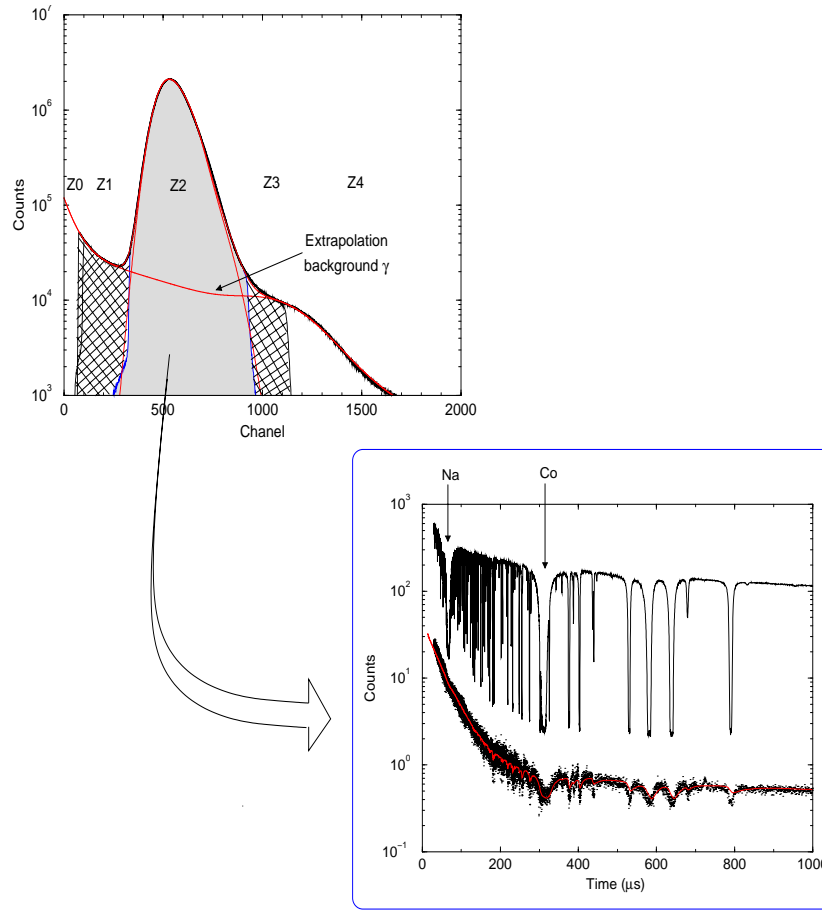 10^7
10^6
10^5
10^4
10^3
Counts
Z0 Z1 Z2 Z3 Z4
Extrapolation
background γ
0 500 1000 1500 2000
Chanel
Na Co
10^3
10^2
10^1
10^0
10^−1
Counts
0 200 400 600 800 1000
Time (μs)